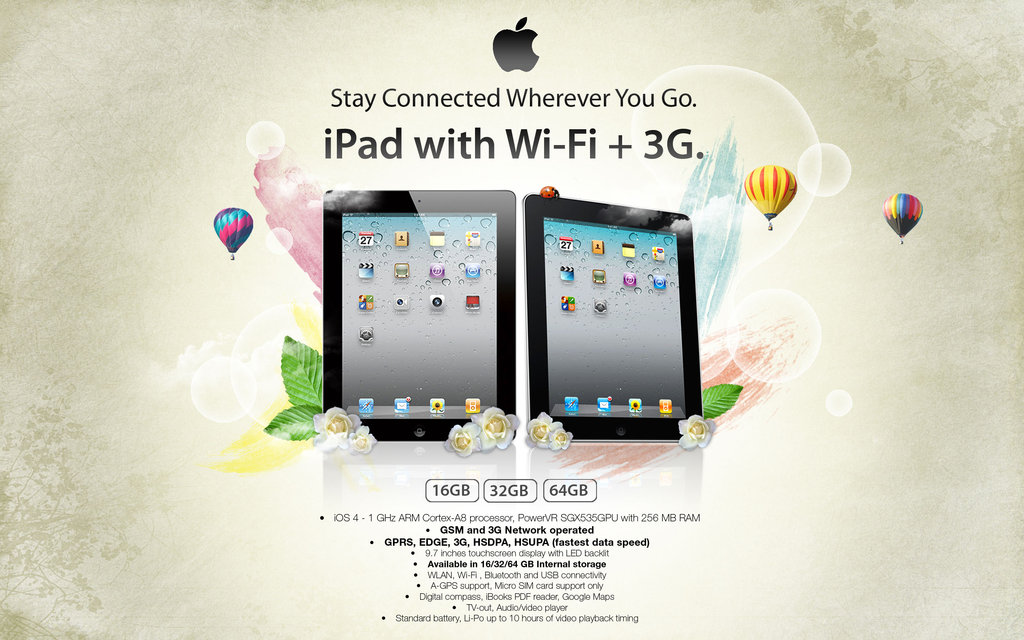 Stay Connected Wherever You Go.
iPad with Wi-Fi + 3G.
27
27
16GB 32GB 64GB
• iOS 4 - 1 GHz ARM Cortex-A8 processor, PowerVR SGX535GPU with 256 MB RAM
• GSM and 3G Network operated
• GPRS, EDGE, 3G, HSDPA, HSUPA (fastest data speed)
• 9.7 inches touchscreen display with LED backlit
• Available in 16/32/64 GB Internal storage
• WLAN, Wi-Fi , Bluetooth and USB connectivity
• A-GPS support, Micro SIM card support only
• Digital compass, iBooks PDF reader, Google Maps
• TV-out, Audio/video player
• Standard battery, Li-Po up to 10 hours of video playback timing